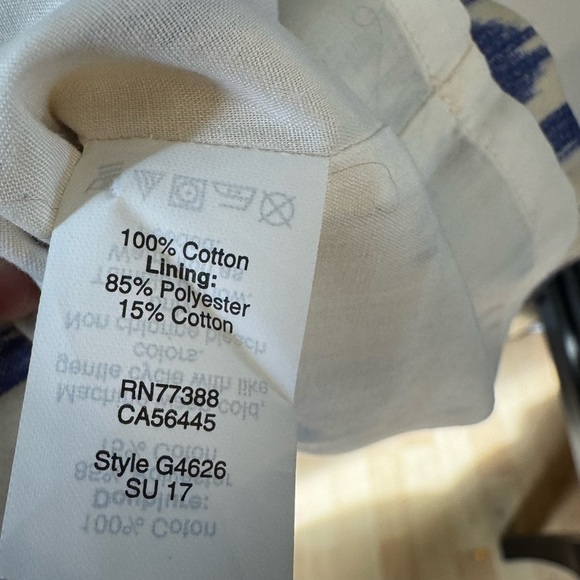 100% Cotton
Lining:
85% Polyester
15% Cotton
RN77388
CA56445
Style G4626
SU 17